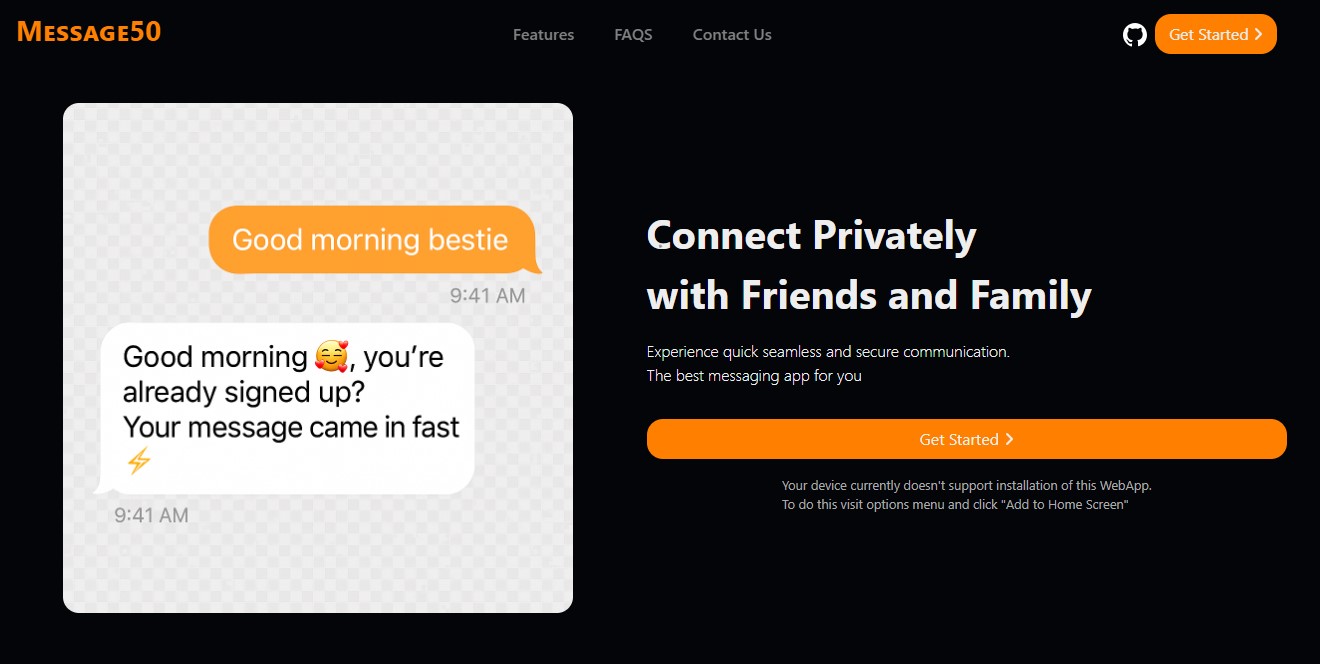 Message50
Features
FAQS
Contact Us
Get Started
Good morning bestie
9:41 AM
Good morning 🥰, you’re
already signed up?
Your message came in fast
⚡
9:41 AM
Connect Privately
with Friends and Family
Experience quick seamless and secure communication.
The best messaging app for you
Get Started
Your device currently doesn't support installation of this WebApp.
To do this visit options menu and click "Add to Home Screen"